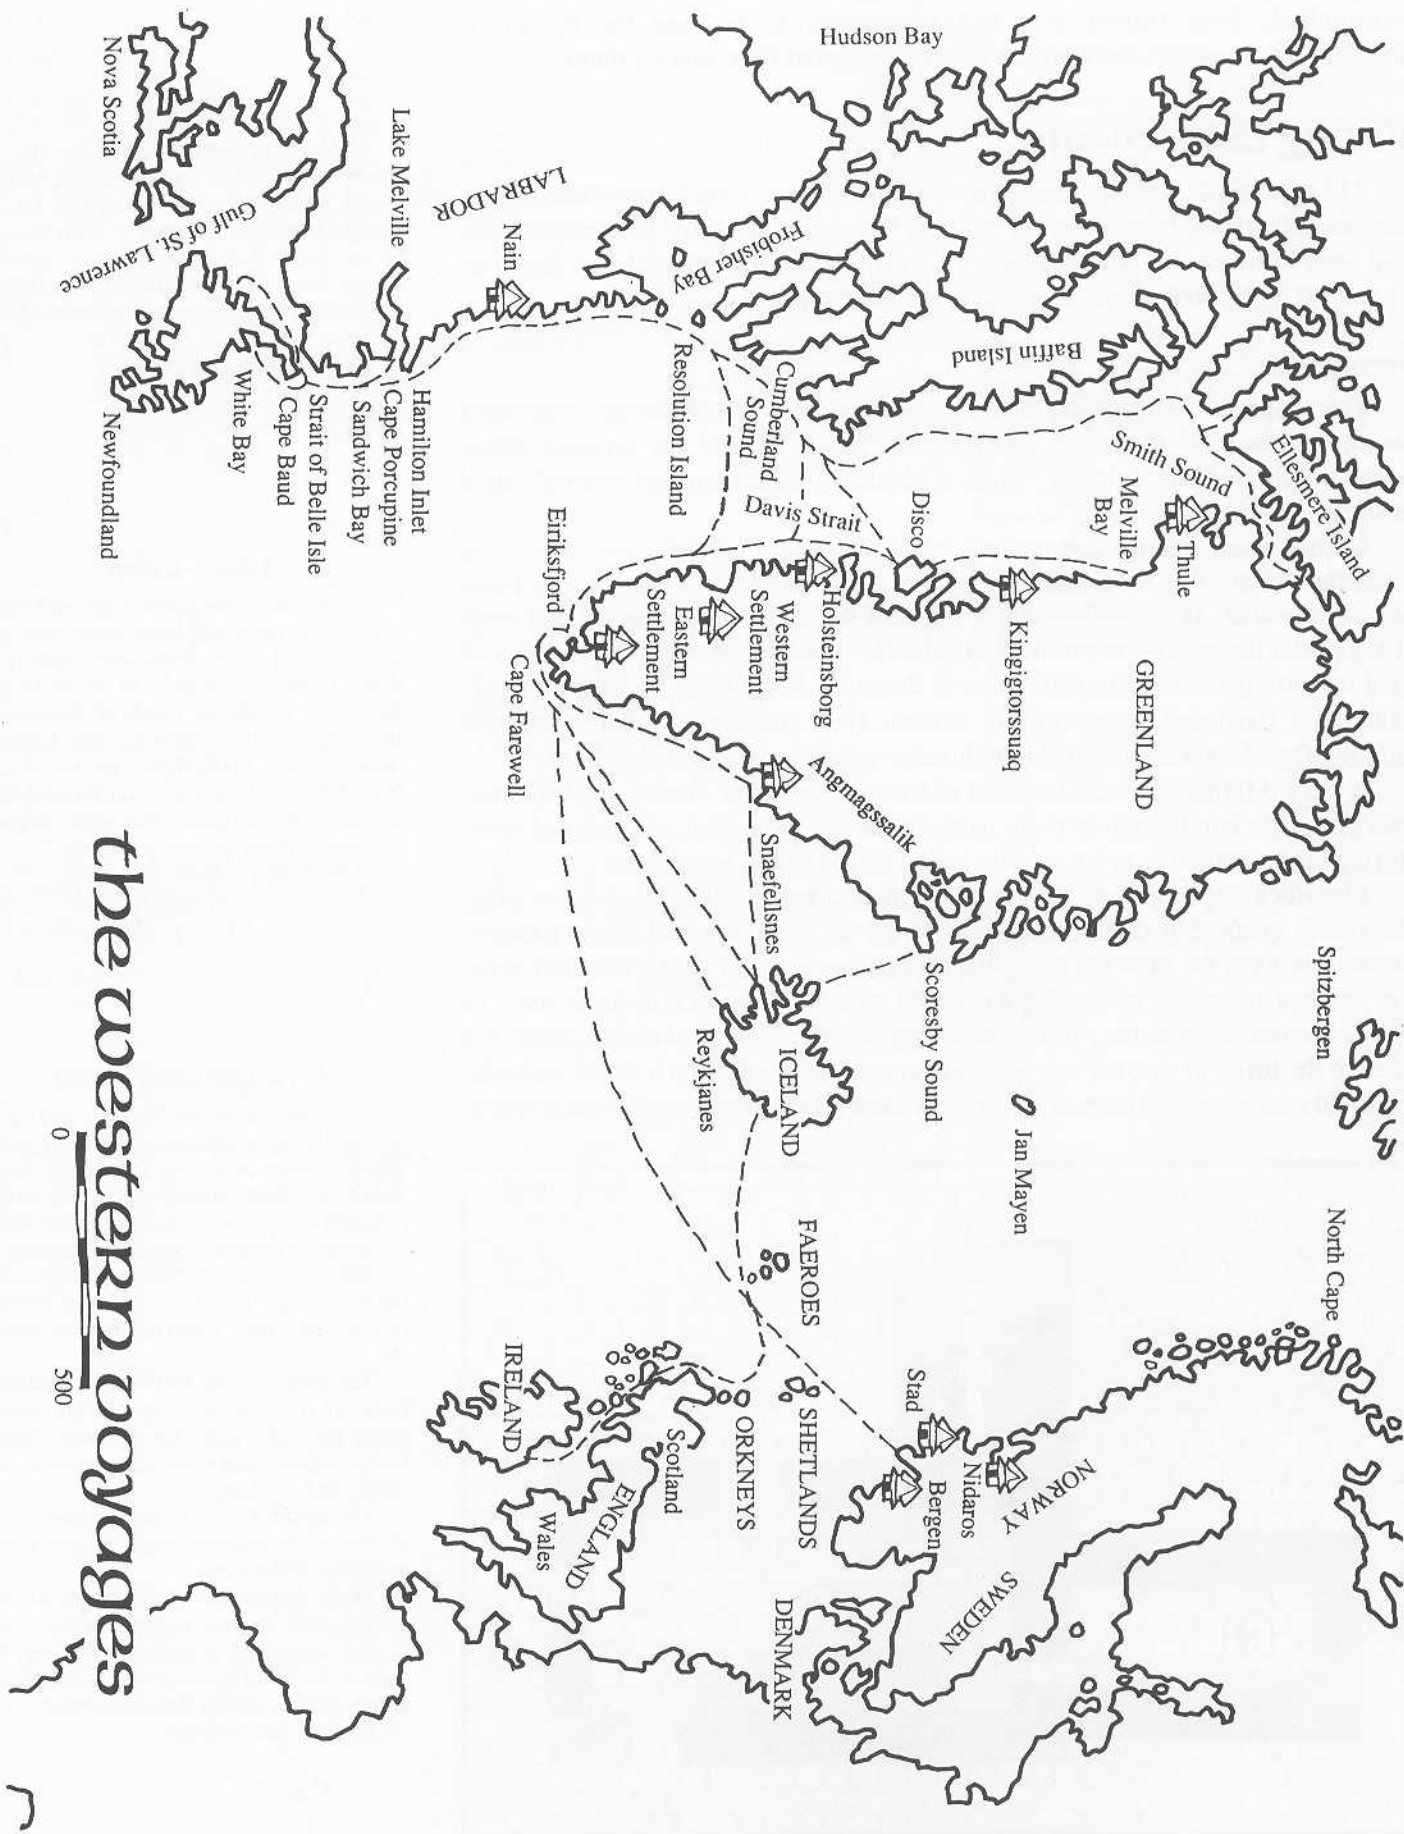 Hudson Bay
Nova Scotia
Gulf of St. Lawrence
Lake Melville
LABRADOR
Nain
Frobisher Bay
Baffin Island
Newfoundland
White Bay
Cape Baud
Strait of Belle Isle
Sandwich Bay
Cape Porcupine
Hamilton Inlet
Resolution Island
Cumberland
Sound
Davis Strait
Disco
Melville
Bay
Smith Sound
Ellesmere Island
Thule
Kingigtorssuaq
Holsteinsborg
Western
Settlement
Eastern
Settlement
Eiriksfjord
Cape Farewell
GREENLAND
Angmagssalik
Snaefellsnes
Scoresby Sound
Reykjanes
ICELAND
Jan Mayen
Spitzbergen
North Cape
FAEROES
SHETLANDS
ORKNEYS
Scotland
IRELAND
ENGLAND
Wales
Stad
Nidaros
Bergen
NORWAY
SWEDEN
DENMARK
the western voyages
0
500